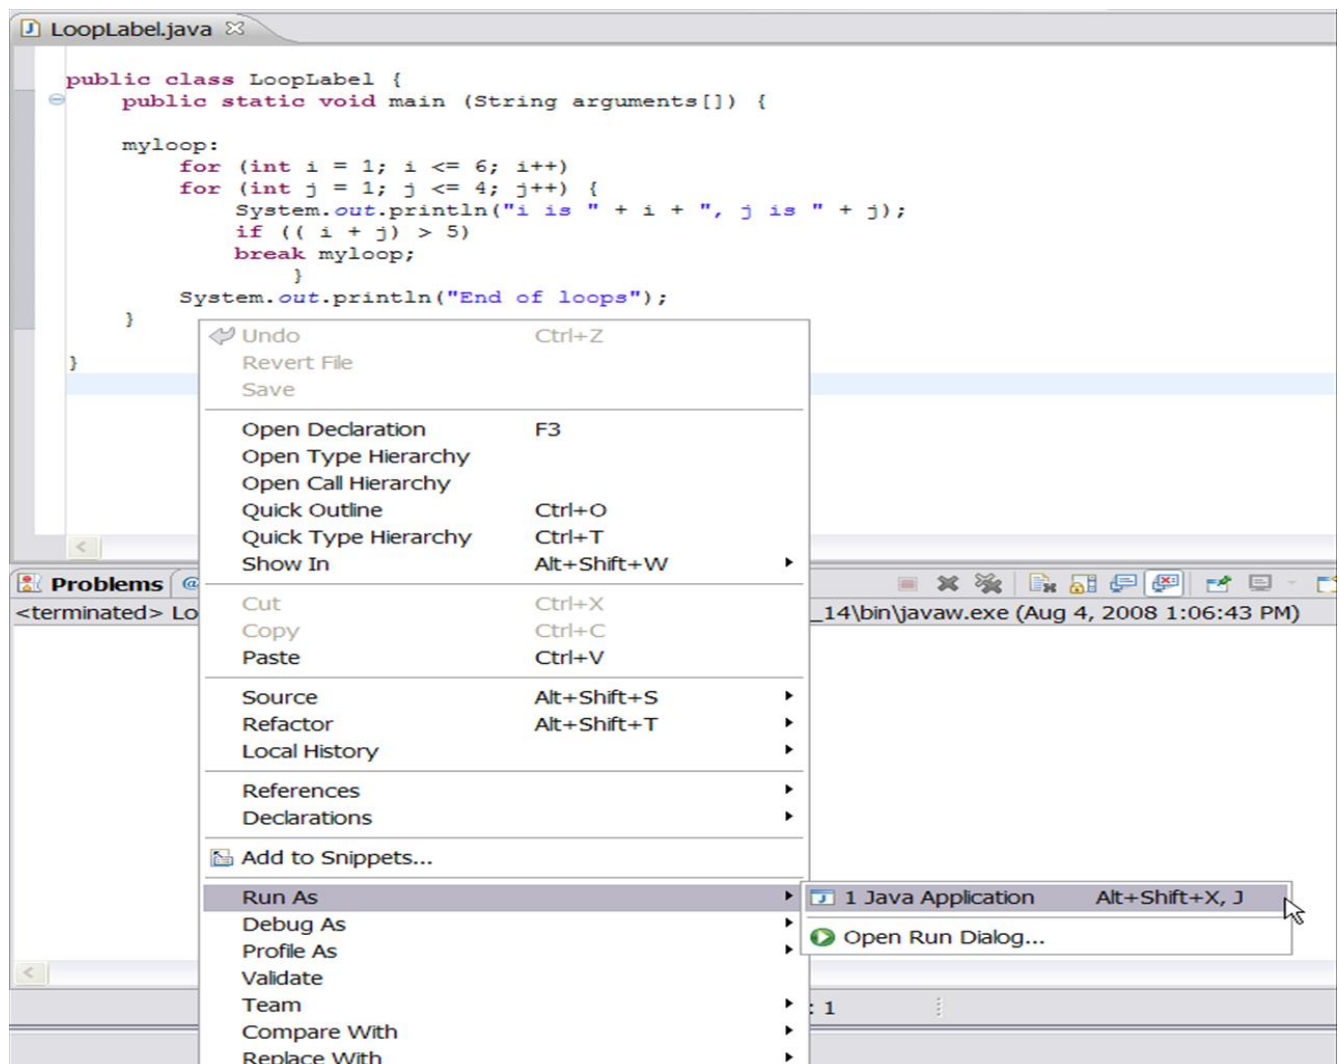 LoopLabel.java
public class LoopLabel {
public static void main (String arguments[]) {
myloop:
for (int i = 1; i <= 6; i++)
for (int j = 1; j <= 4; j++) {
System.out.println("i is " + i + ", j is " + j);
if (( i + j) > 5)
break myloop;
}
System.out.println("End of loops");
}
}
Undo Ctrl+Z
Revert File
Save
Open Declaration F3
Open Type Hierarchy
Open Call Hierarchy
Quick Outline Ctrl+O
Quick Type Hierarchy Ctrl+T
Show In Alt+Shift+W
Problems @
<terminated> Lo _14\bin\javaw.exe (Aug 4, 2008 1:06:43 PM)
Cut Ctrl+X
Copy Ctrl+C
Paste Ctrl+V
Source Alt+Shift+S
Refactor Alt+Shift+T
Local History
References
Declarations
Add to Snippets...
Run As 1 Java Application Alt+Shift+X, J
Debug As
Open Run Dialog...
Profile As
Validate
Team : 1
Compare With
Replace With